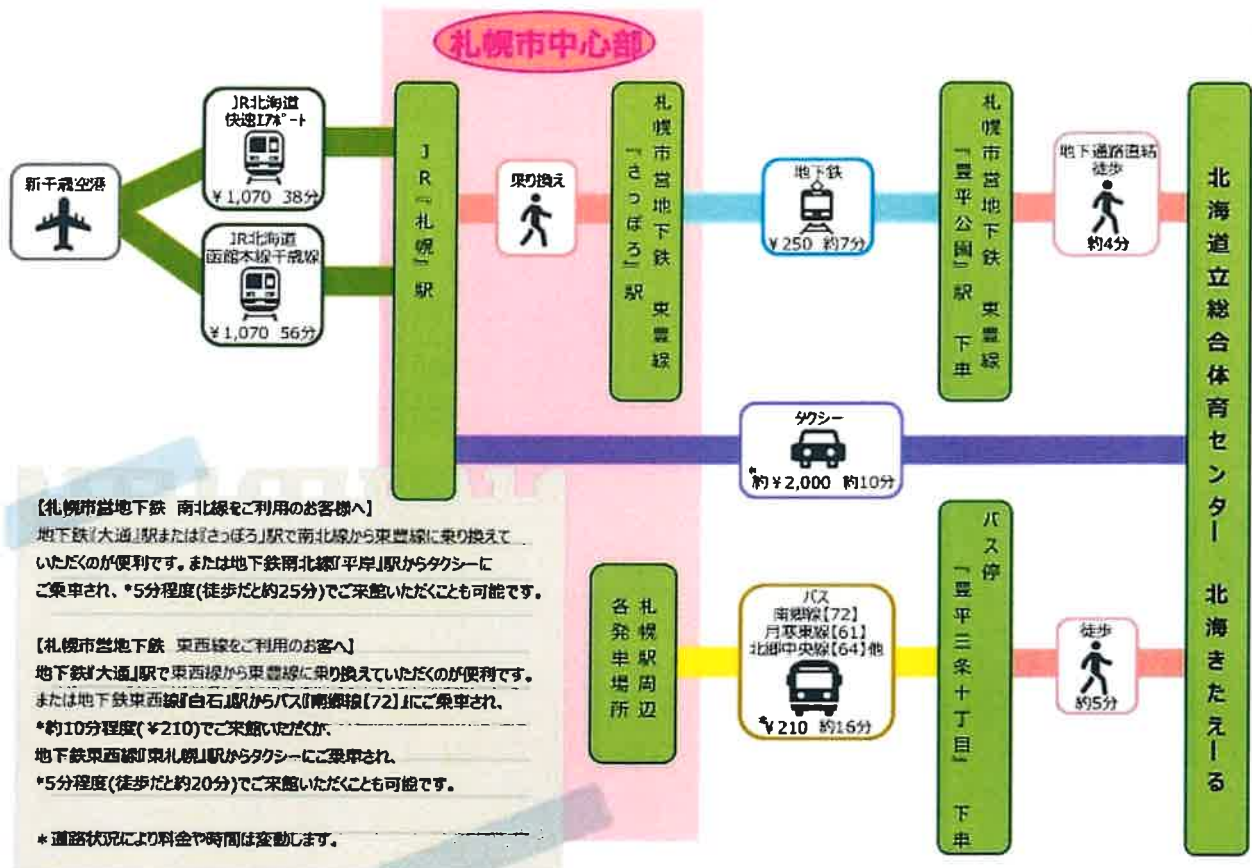 札幌市中心部
新千歳空港
JR北海道
快速エアポート
¥1,070 38分
JR北海道
函館本線千歳線
¥1,070 56分
JR『札幌』駅
乗り換え
札幌市営地下鉄 東豊線
『さっぽろ』駅
地下鉄
¥250 約7分
札幌市営地下鉄 東豊線
『豊平公園』駅 下車
地下通路直結
徒歩
約4分
北海道立総合体育センター 北海きたえーる
タクシー
*約¥2,000 約10分
札幌駅周辺
各発車場所
バス
南郷線【72】
月寒東線【61】
北郷中央線【64】他
*¥210 約16分
バス停
『豊平三条十丁目』 下車
徒歩
約5分
【札幌市営地下鉄 南北線をご利用のお客様へ】
地下鉄『大通』駅または『さっぽろ』駅で南北線から東豊線に乗り換えて
いただくのが便利です。または地下鉄南北線『平岸』駅からタクシーに
ご乗車され、*5分程度(徒歩だと約25分)でご来館いただくことも可能です。
【札幌市営地下鉄 東西線をご利用のお客へ】
地下鉄『大通』駅で東西線から東豊線に乗り換えていただくのが便利です。
または地下鉄東西線『白石』駅からバス『南郷線【72】』にご乗車され、
*約10分程度(¥210)でご来館いただくか、
地下鉄東西線『東札幌』駅からタクシーにご乗車され、
*5分程度(徒歩だと約20分)でご来館いただくことも可能です。
*道路状況により料金や時間は変動します。